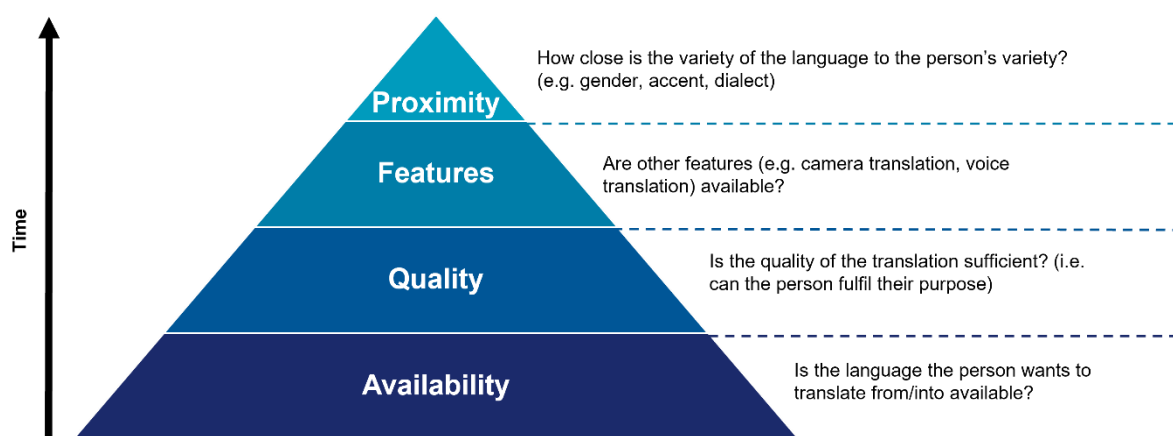 How close is the variety of the language to the person's variety?
(e.g. gender, accent, dialect)
Proximity
Features
Are other features (e.g. camera translation, voice
translation) available?
Time
Quality
Is the quality of the translation sufficient? (i.e.
can the person fulfil their purpose)
Availability
Is the language the person wants to
translate from/into available?